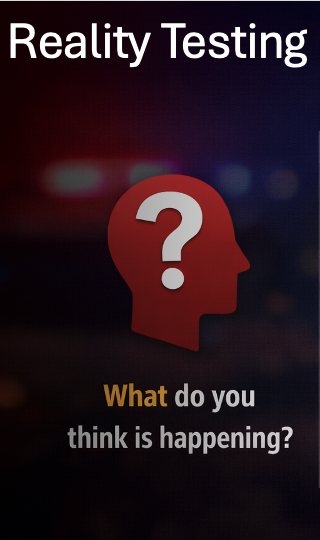 Reality Testing
?
What do you
think is happening?